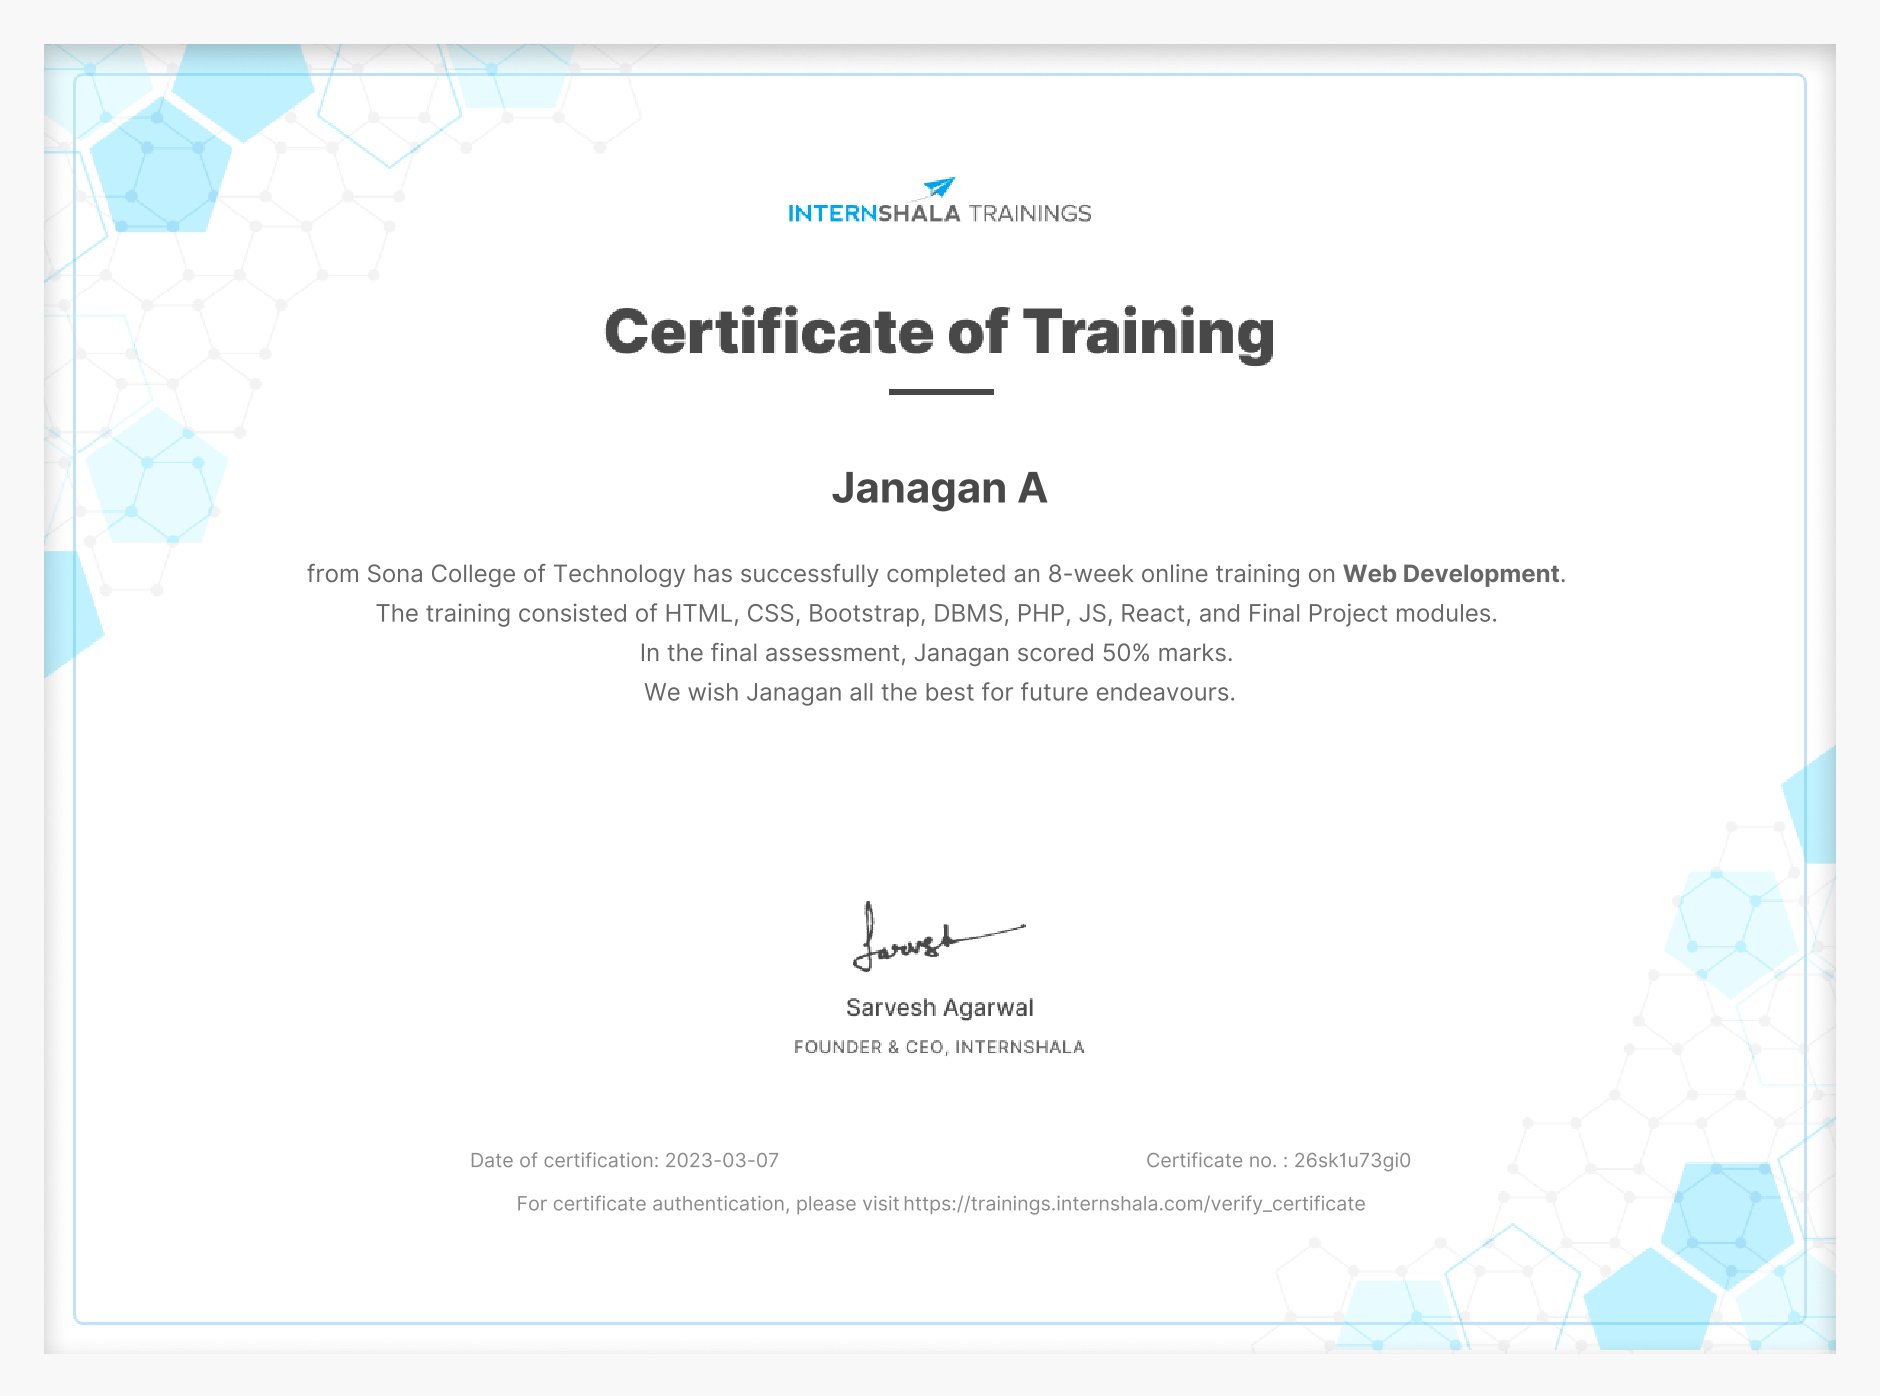 INTERNSHALA TRAININGS
Certificate of Training
Janagan A
from Sona College of Technology has successfully completed an 8-week online training on Web Development.
The training consisted of HTML, CSS, Bootstrap, DBMS, PHP, JS, React, and Final Project modules.
In the final assessment, Janagan scored 50% marks.
We wish Janagan all the best for future endeavours.
Sarvesh
Sarvesh Agarwal
FOUNDER & CEO, INTERNSHALA
Date of certification: 2023-03-07
Certificate no. : 26sk1u73gi0
For certificate authentication, please visit https://trainings.internshala.com/verify_certificate